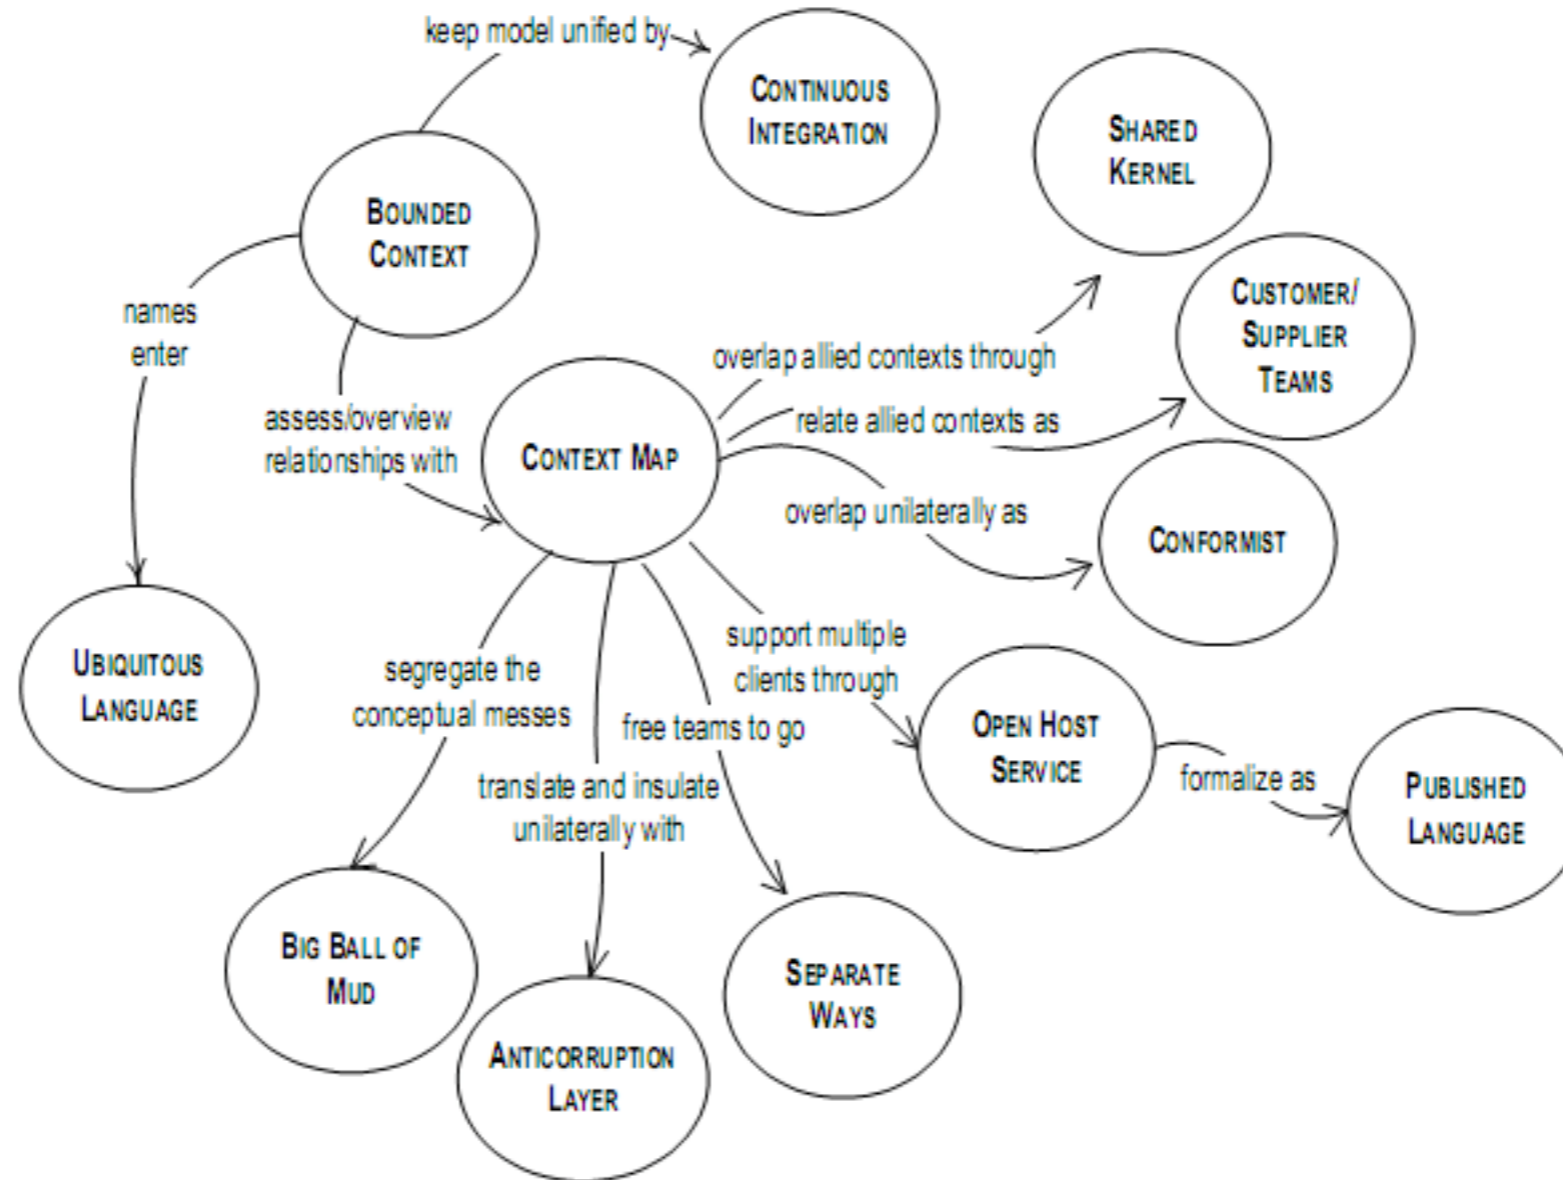 keep model unified by
CONTINUOUS
INTEGRATION
SHARED
KERNEL
BOUNDED
CONTEXT
names
enter
CUSTOMER/
SUPPLIER
TEAMS
overlap allied contexts through
assess/overview
relationships with
relate allied contexts as
CONTEXT MAP
overlap unilaterally as
CONFORMIST
UBIQUITOUS
LANGUAGE
segregate the
conceptual messes
support multiple
clients through
free teams to go
OPEN HOST
SERVICE
translate and insulate
unilaterally with
formalize as
PUBLISHED
LANGUAGE
BIG BALL OF
MUD
SEPARATE
WAYS
ANTICORRUPTION
LAYER